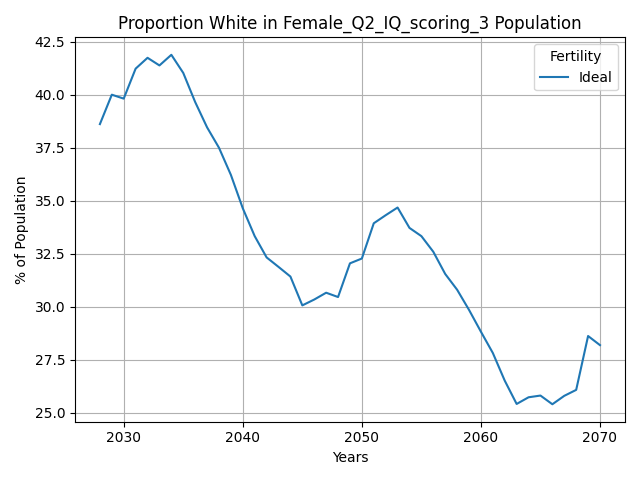 Proportion White in Female_Q2_IQ_scoring_3 Population
Fertility
Ideal
42.5
40.0
37.5
35.0
32.5
30.0
27.5
25.0
% of Population
2030 2040 2050 2060 2070
Years